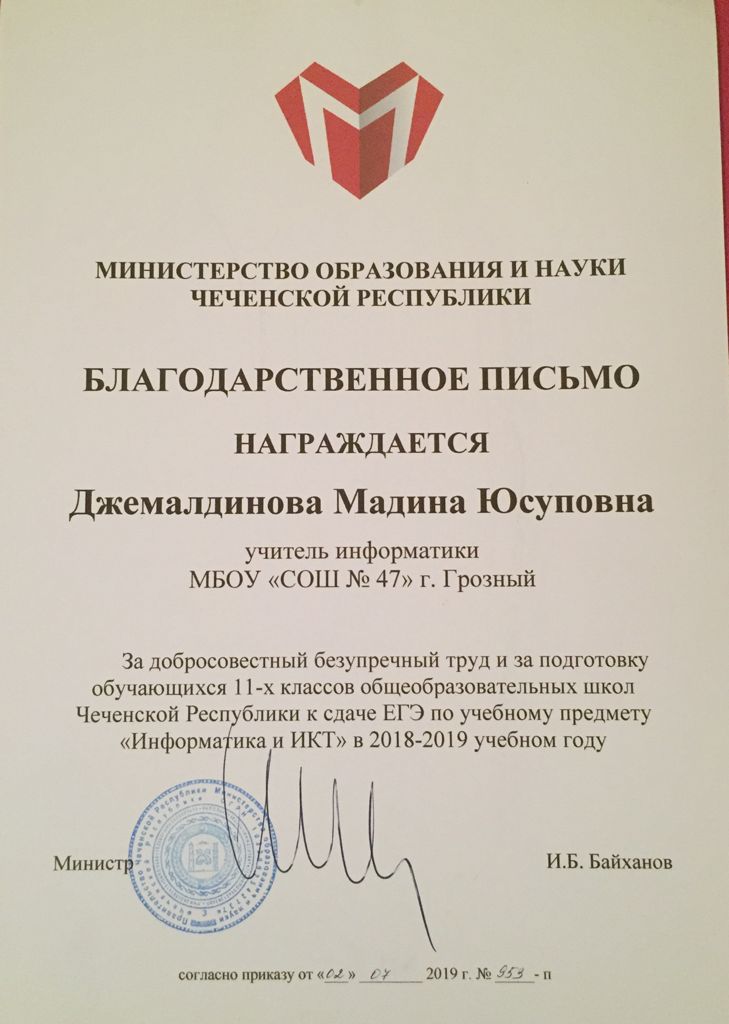 МИНИСТЕРСТВО ОБРАЗОВАНИЯ И НАУКИ
ЧЕЧЕНСКОЙ РЕСПУБЛИКИ
БЛАГОДАРСТВЕННОЕ ПИСЬМО
НАГРАЖДАЕТСЯ
Джемалдинова Мадина Юсуповна
учитель информатики
МБОУ «СОШ № 47» г. Грозный
За добросовестный безупречный труд и за подготовку
обучающихся 11-х классов общеобразовательных школ
Чеченской Республики к сдаче ЕГЭ по учебному предмету
«Информатика и ИКТ» в 2018-2019 учебном году
Министр
И.Б. Байханов
согласно приказу от «02» 07 2019 г. № 953 - п